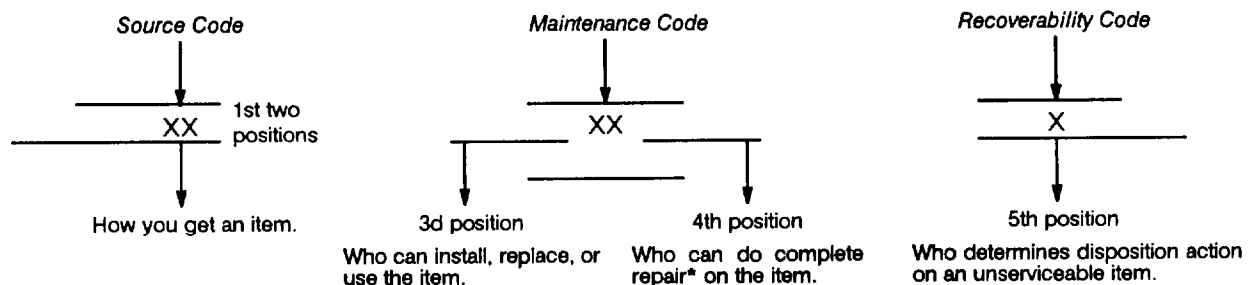 Source Code
XX
1st two
positions
How you get an item.
Maintenance Code
XX
3d position
Who can install, replace, or
use the item.
4th position
Who can do complete
repair* on the item.
Recoverability Code
X
5th position
Who determines disposition action
on an unserviceable item.